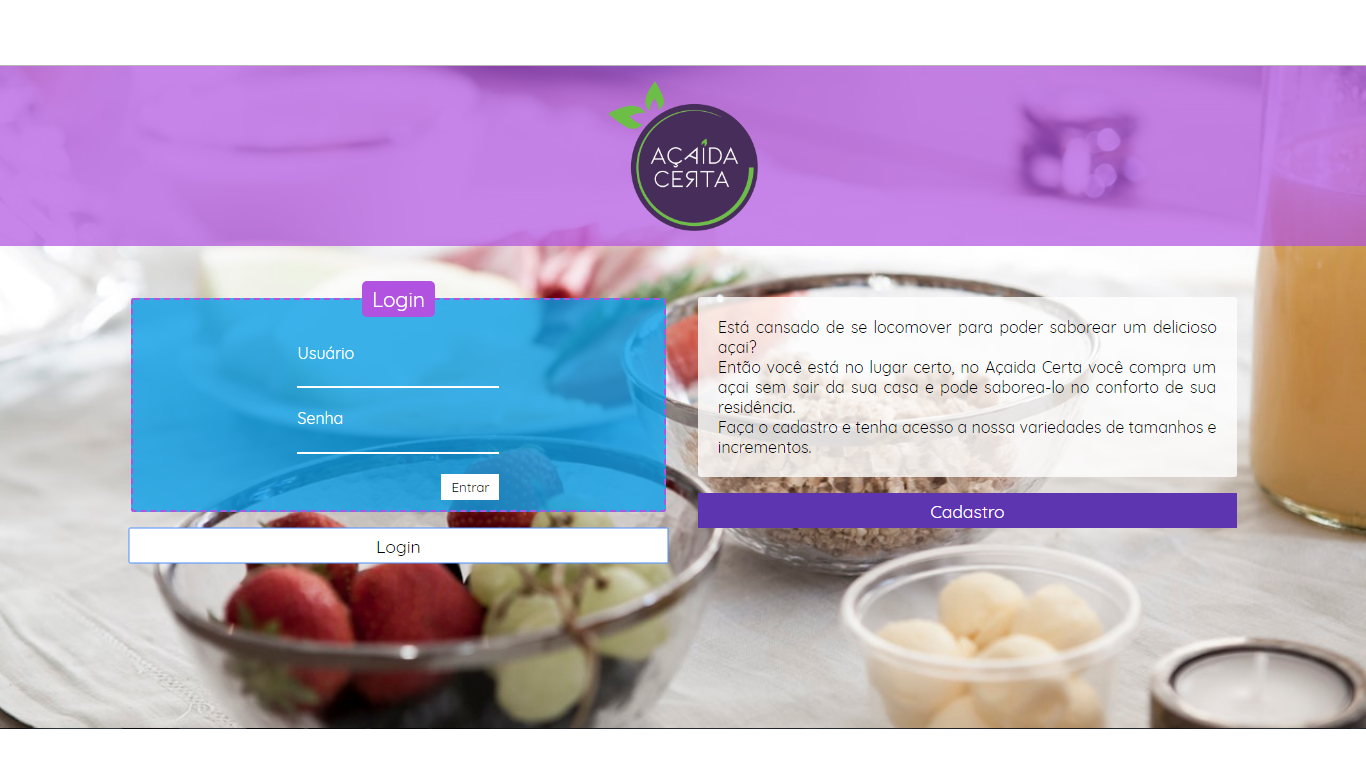 AÇAÍDA
CERTA
Login
Usuário
Senha
Entrar
Login
Está cansado de se locomover para poder saborear um delicioso
açai?
Então você está no lugar certo, no Açaida Certa você compra um
açai sem sair da sua casa e pode saborea-lo no conforto de sua
residência.
Faça o cadastro e tenha acesso a nossa variedades de tamanhos e
incrementos.
Cadastro